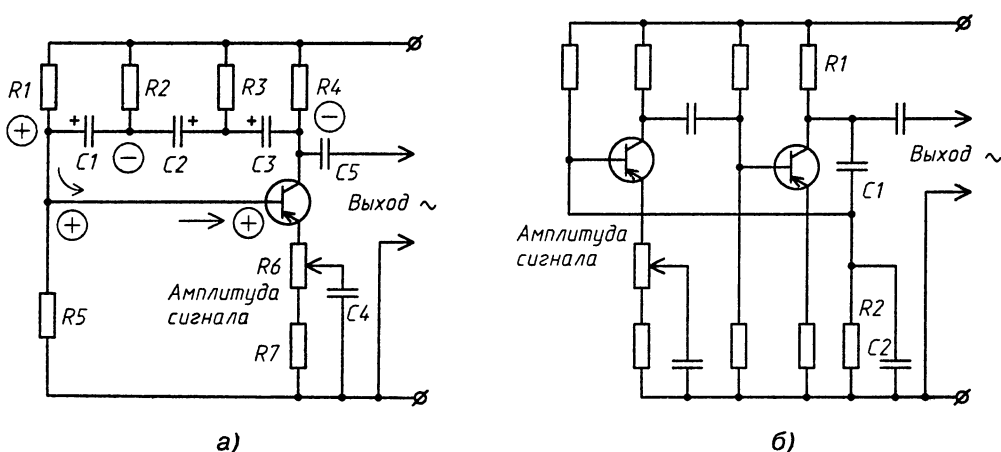 R1
R2
R3
R4
C1
C2
C3
C5
Выход ~
R6
Амплитуда
сигнала
C4
R5
R7
а)
R1
Выход ~
C1
Амплитуда
сигнала
R2
C2
б)